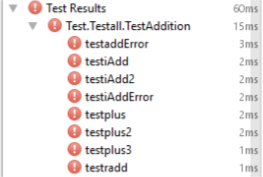 Test Results 60ms
Test.Testall.TestAddition 15ms
testaddError 3ms
testiAdd 2ms
testiAdd2 2ms
testiAddError 2ms
testplus 2ms
testplus2 2ms
testplus3 1ms
testradd 1ms